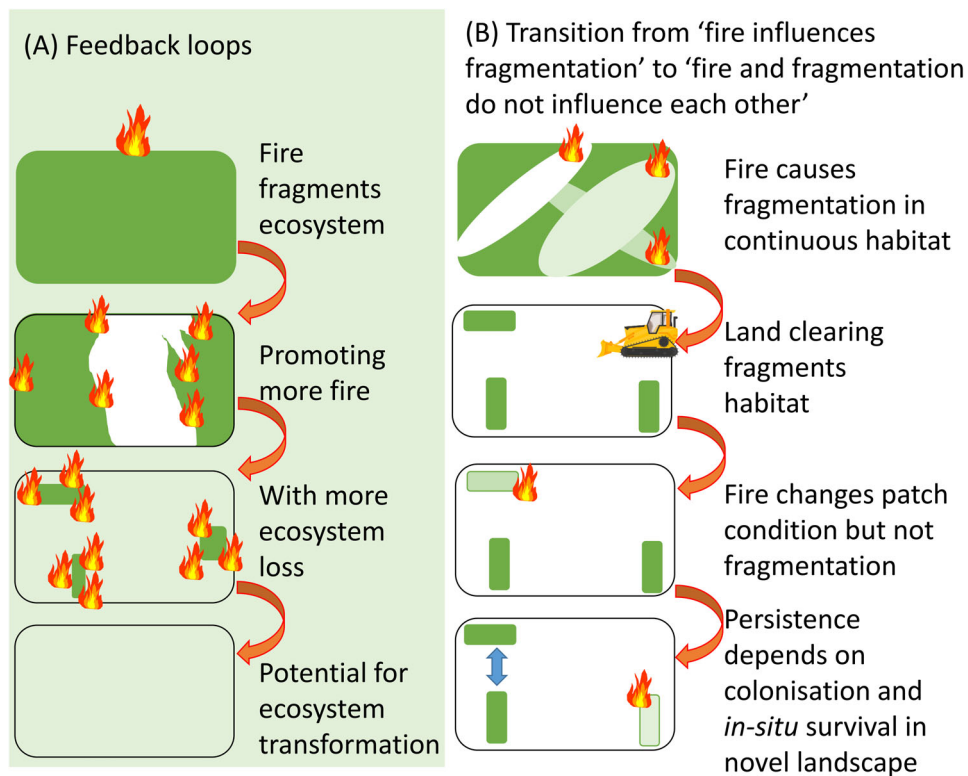 (A) Feedback loops
Fire
fragments
ecosystem
Promoting
more fire
With more
ecosystem
loss
Potential for
ecosystem
transformation
(B) Transition from ‘fire influences
fragmentation’ to ‘fire and fragmentation
do not influence each other’
Fire causes
fragmentation in
continuous habitat
Land clearing
fragments
habitat
Fire changes patch
condition but not
fragmentation
Persistence
depends on
colonisation and
in-situ survival in
novel landscape